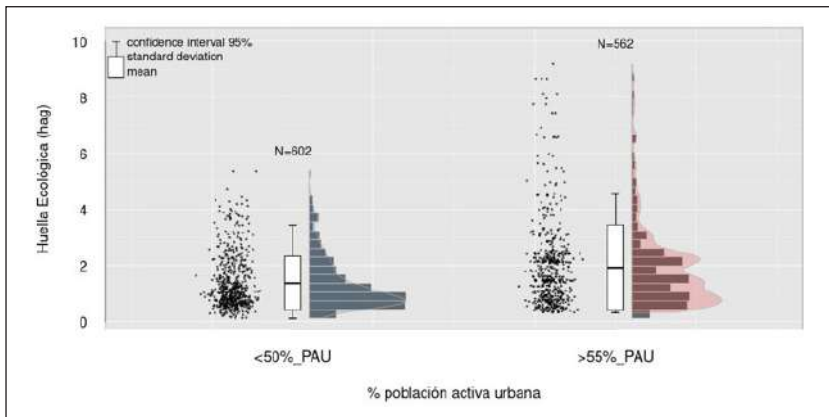 10
confidence interval 95%
standard deviation
mean
N=562
8
N=602
6
4
2
0
Huella Ecológica (hag)
<50%_PAU
>55%_PAU
% población activa urbana